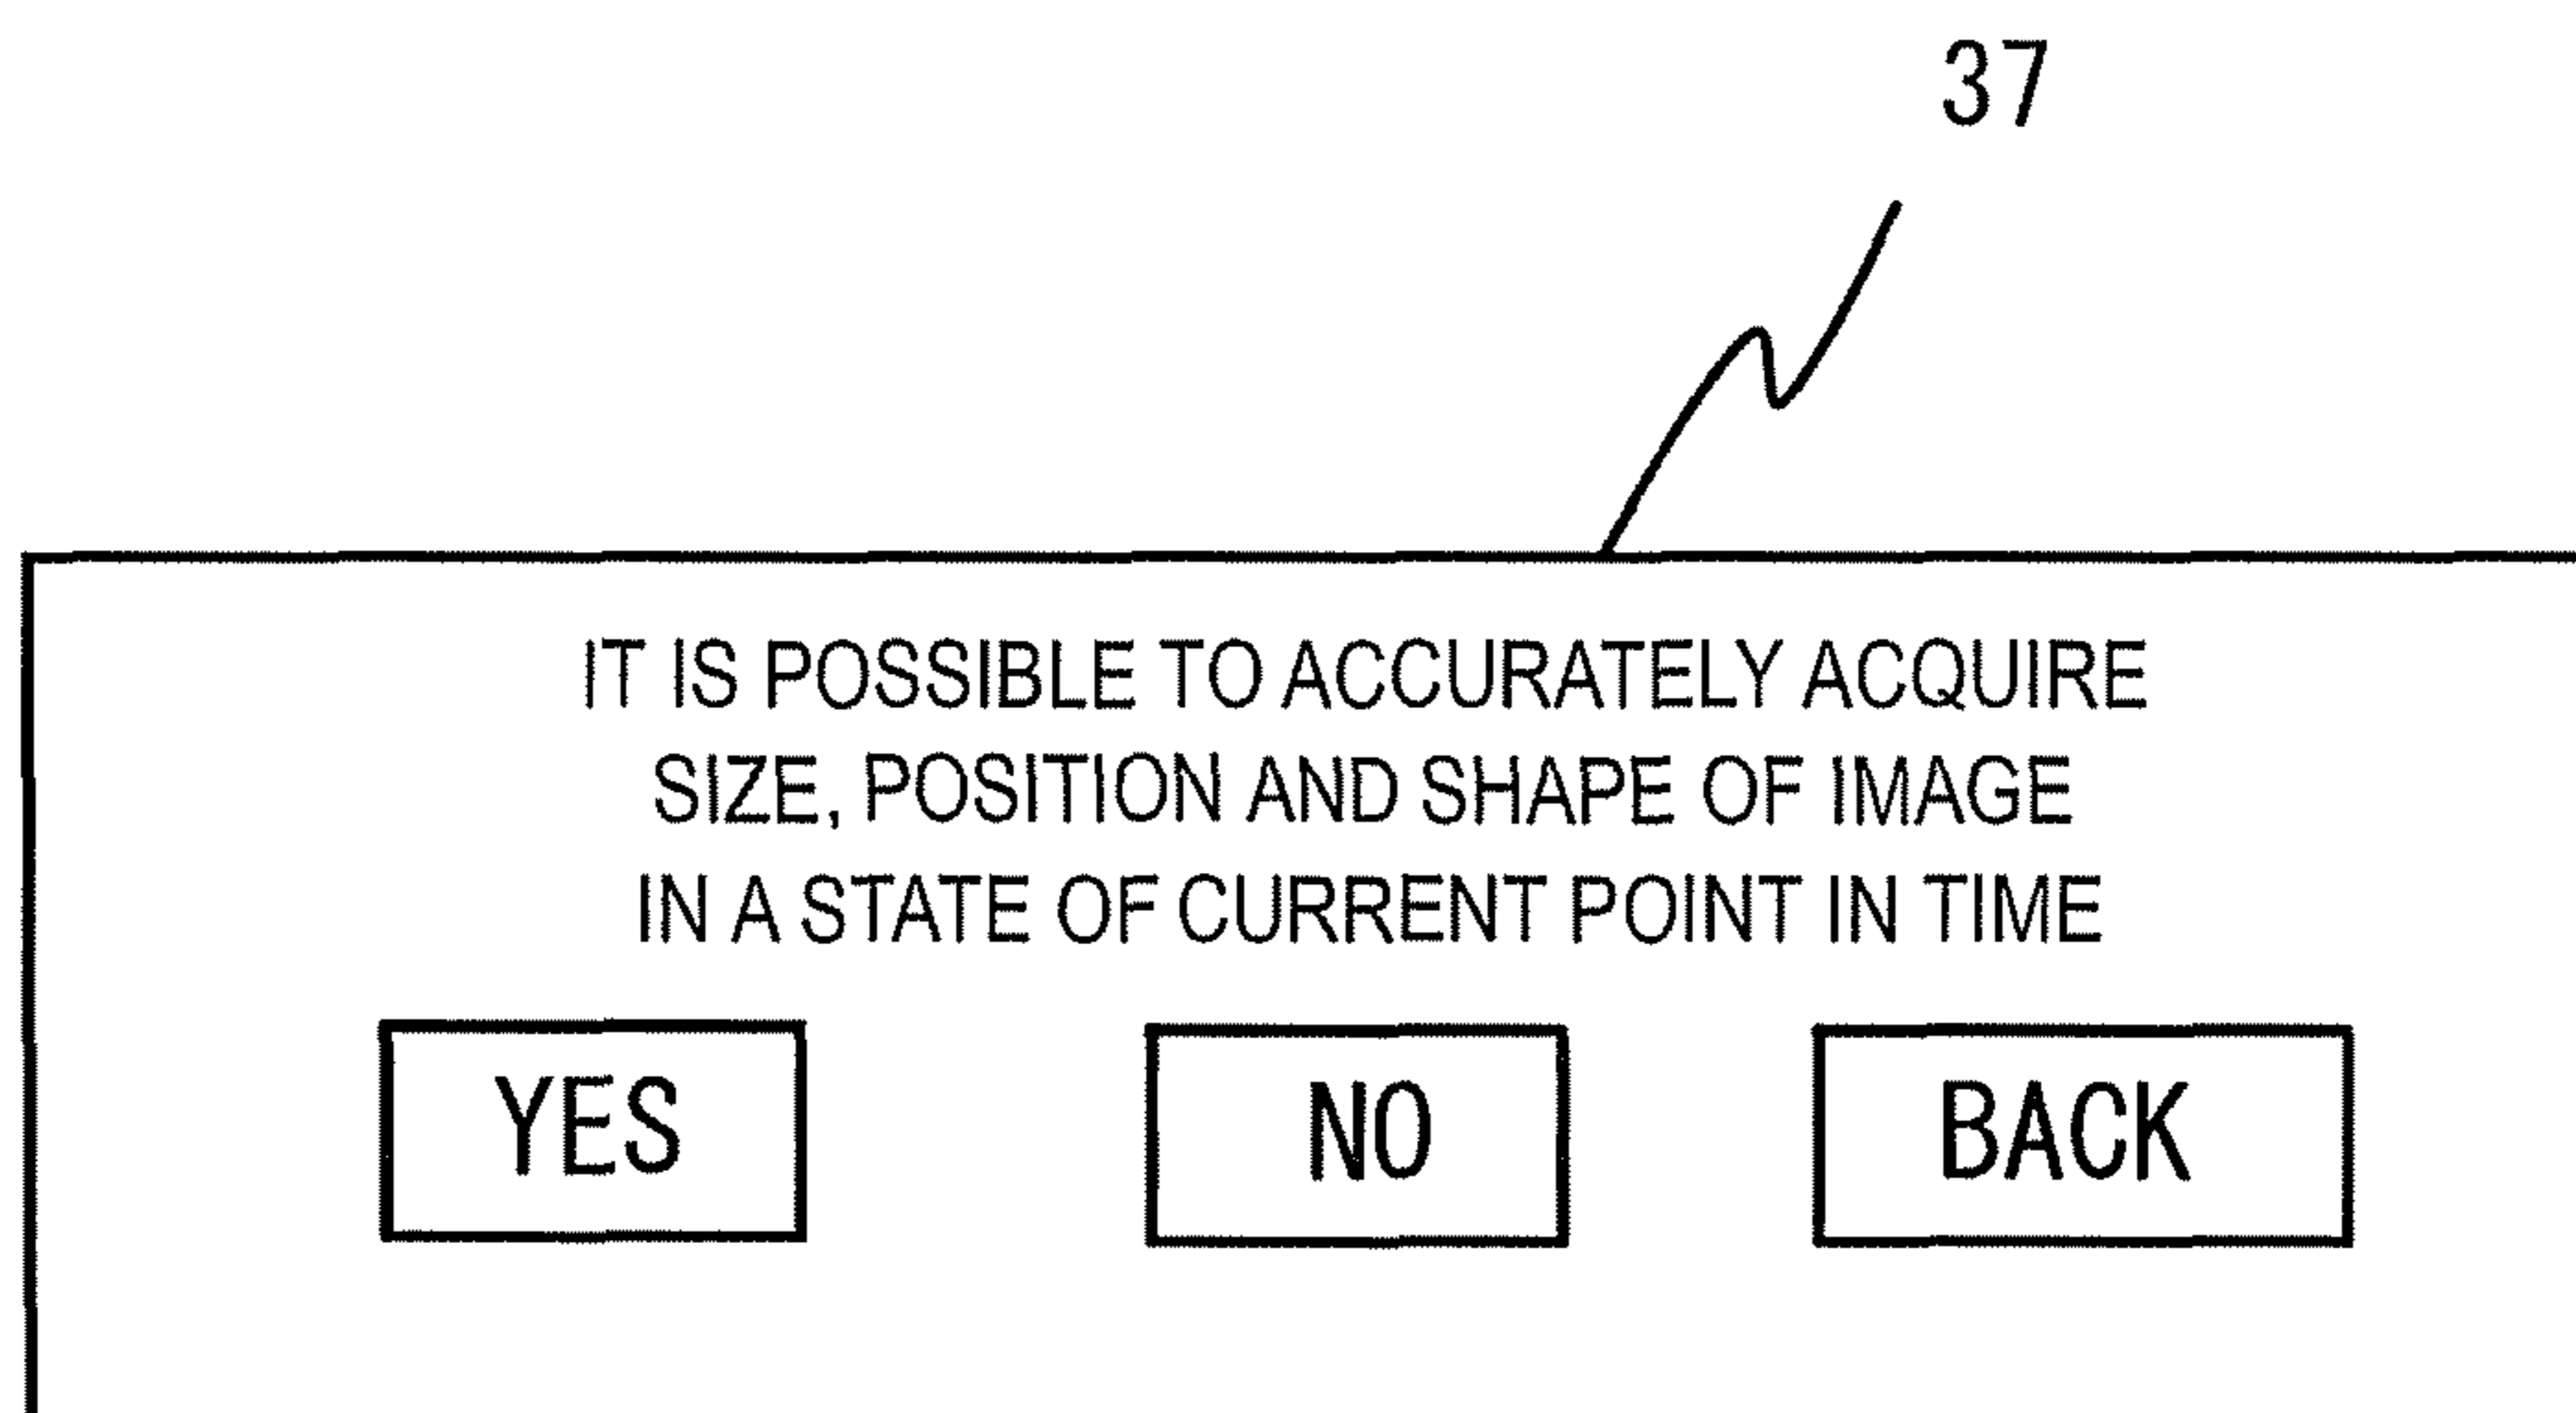 37
IT IS POSSIBLE TO ACCURATELY ACQUIRE
SIZE, POSITION AND SHAPE OF IMAGE
IN A STATE OF CURRENT POINT IN TIME
YES NO BACK